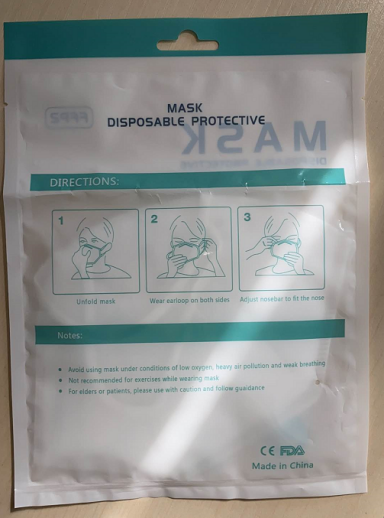 MASK
DISPOSABLE PROTECTIVE
FFP2
MASK
DISPOSABLE PROTECTIVE
DIRECTIONS:
1 2 3
Unfold mask Wear earloop on both sides Adjust nosebar to fit the nose
Notes:
Avoid using mask under conditions of low oxygen, heavy air pollution and weak breathing
Not recommended for exercises while wearing mask
For elders or patients, please use with caution and follow guaidance
CE FDA
Made in China